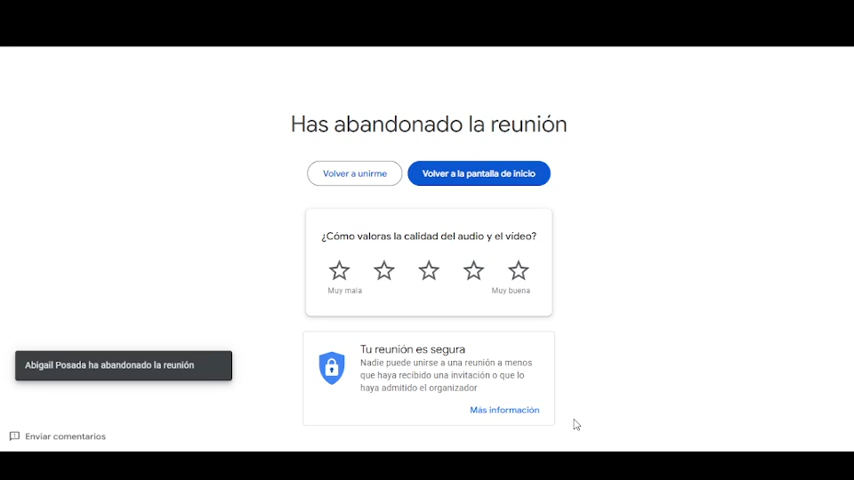 Has abandonado la reunión
Volver a unirme
Volver a la pantalla de inicio
¿Cómo valoras la calidad del audio y el vídeo?
Muy mala
Muy buena
Tu reunión es segura
Nadie puede unirse a una reunión a menos
que haya recibido una invitación o que lo
haya admitido el organizador
Más información
Abigail Posada ha abandonado la reunión
Enviar comentarios